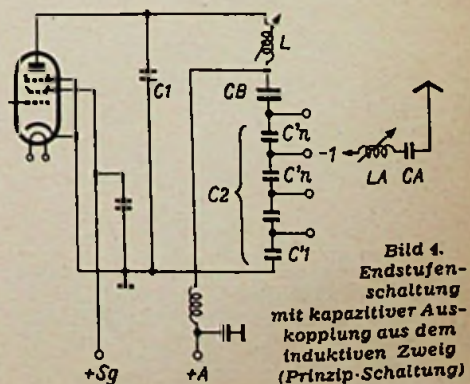 L
C1
CB
C'n
-1
C'n
LA CA
C2
C'1
+Sg
+A
Bild 4.
Endstufen-
schaltung
mit kapazitiver Aus-
kopplung aus dem
induktiven Zweig
(Prinzip-Schaltung)